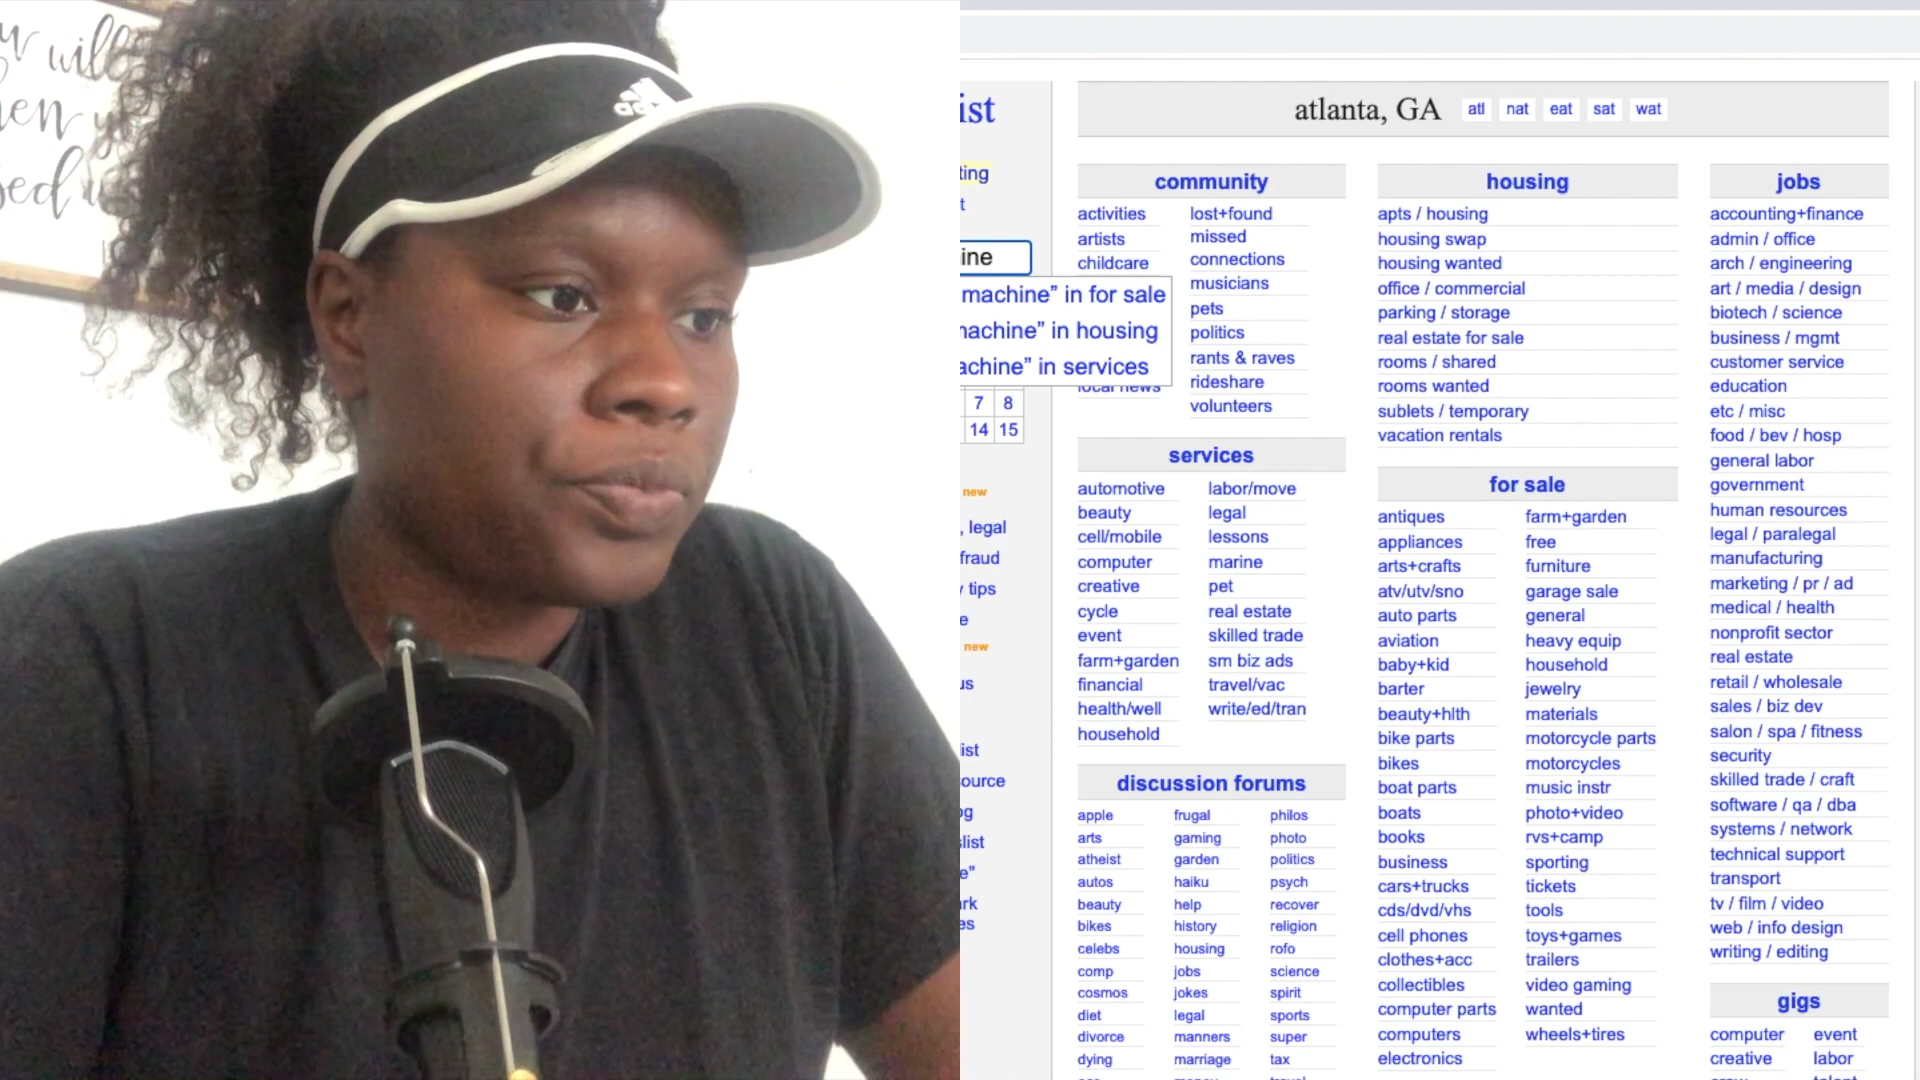 will
adidas
ist
atlanta, GA atl nat eat sat wat
ting
t
ine
machine" in for sale
machine" in housing
achine" in services
7 8
14 15
new
, legal
fraud
tips
e
new
us
ist
source
og
list
e"
rk
es
community
activities
artists
childcare
local news
lost+found
missed
connections
musicians
pets
politics
rants & raves
rideshare
volunteers
services
automotive
beauty
cell/mobile
computer
creative
cycle
event
farm+garden
financial
health/well
household
labor/move
legal
lessons
marine
pet
real estate
skilled trade
sm biz ads
travel/vac
write/ed/tran
discussion forums
apple
arts
atheist
autos
beauty
bikes
celebs
comp
cosmos
diet
divorce
dying
frugal
gaming
garden
haiku
help
history
housing
jobs
jokes
legal
manners
marriage
philos
photo
politics
psych
recover
religion
rofo
science
spirit
sports
super
tax
housing
apts / housing
housing swap
housing wanted
office / commercial
parking / storage
real estate for sale
rooms / shared
rooms wanted
sublets / temporary
vacation rentals
for sale
antiques
appliances
arts+crafts
atv/utv/sno
auto parts
aviation
baby+kid
barter
beauty+hlth
bike parts
bikes
boat parts
boats
books
business
cars+trucks
cds/dvd/vhs
cell phones
clothes+acc
collectibles
computer parts
computers
electronics
farm+garden
free
furniture
garage sale
general
heavy equip
household
jewelry
materials
motorcycle parts
motorcycles
music instr
photo+video
rvs+camp
sporting
tickets
tools
toys+games
trailers
video gaming
wanted
wheels+tires
jobs
accounting+finance
admin / office
arch / engineering
art / media / design
biotech / science
business / mgmt
customer service
education
etc / misc
food / bev / hosp
general labor
government
human resources
legal / paralegal
manufacturing
marketing / pr / ad
medical / health
nonprofit sector
real estate
retail / wholesale
sales / biz dev
salon / spa / fitness
security
skilled trade / craft
software / qa / dba
systems / network
technical support
transport
tv / film / video
web / info design
writing / editing
gigs
computer
creative
event
labor